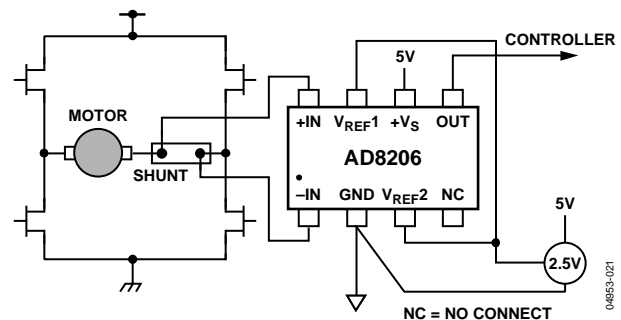 CONTROLLER
5V
+IN VREF1 +VS OUT
MOTOR
AD8206
SHUNT
–IN GND VREF2 NC
5V
2.5V
NC = NO CONNECT
04953-021